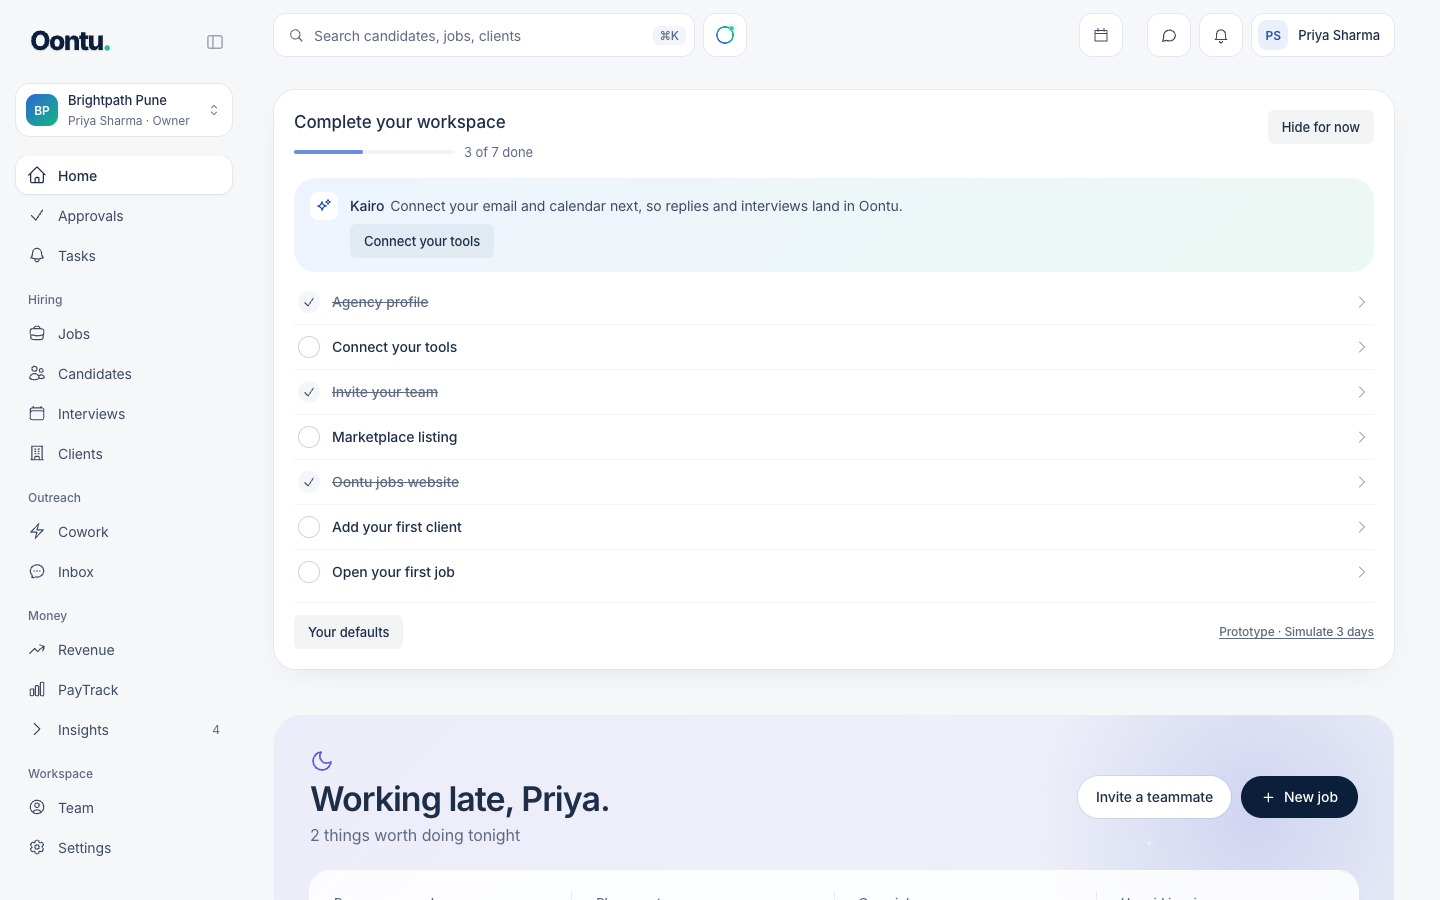 Oontu.
Search candidates, jobs, clients
⌘K
PS
Priya Sharma
BP
Brightpath Pune
Priya Sharma · Owner
Home
Approvals
Tasks
Hiring
Jobs
Candidates
Interviews
Clients
Outreach
Cowork
Inbox
Money
Revenue
PayTrack
Insights
4
Workspace
Team
Settings
Complete your workspace
Hide for now
3 of 7 done
Kairo Connect your email and calendar next, so replies and interviews land in Oontu.
Connect your tools
Agency profile
Connect your tools
Invite your team
Marketplace listing
Oontu jobs website
Add your first client
Open your first job
Your defaults
Prototype · Simulate 3 days
Working late, Priya.
2 things worth doing tonight
Invite a teammate
+ New job